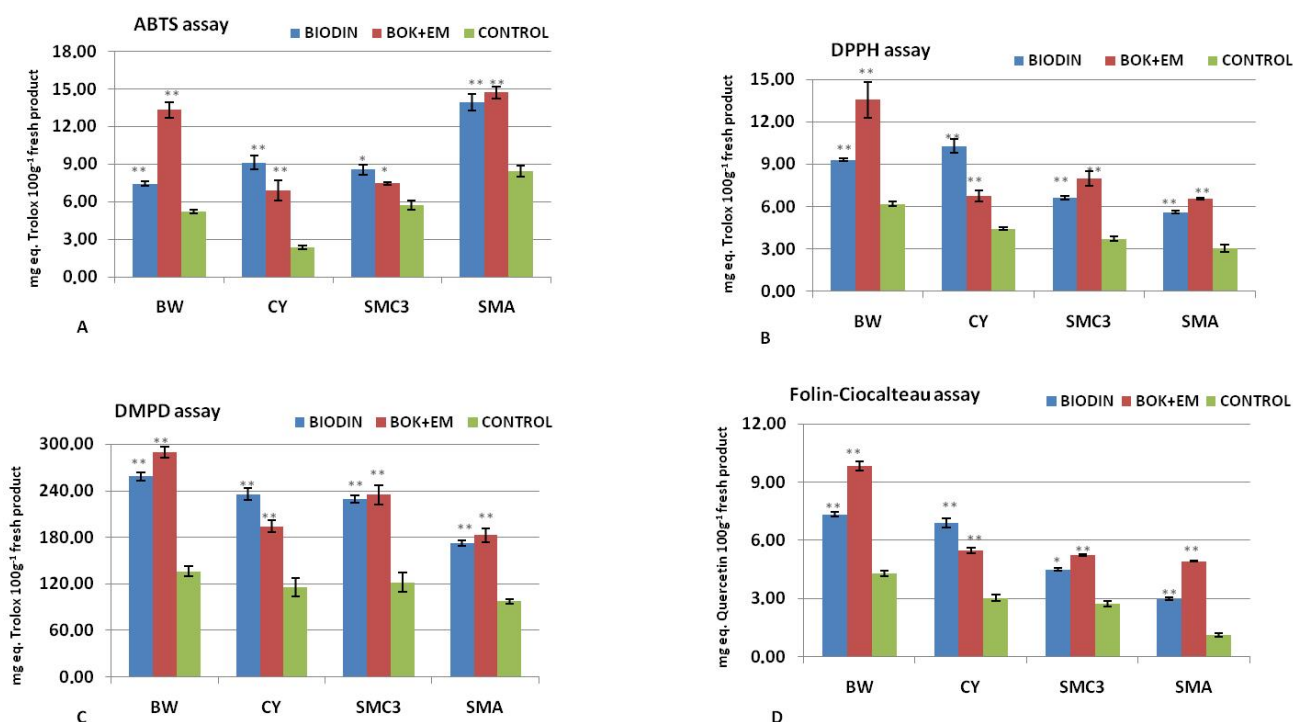 ABTS assay
BIODIN BOK+EM CONTROL
mg eq. Trolox 100g⁻¹ fresh product
18.00
15.00
12.00
9.00
6.00
3.00
0.00
** ** ** ** * * ** **
BW CY SMC3 SMA
A
DPPH assay
BIODIN BOK+EM CONTROL
mg eq. Trolox 100g⁻¹ fresh product
15.00
12.00
9.00
6.00
3.00
0.00
** ** ** ** ** ** ** **
BW CY SMC3 SMA
B
DMPD assay
BIODIN BOK+EM CONTROL
mg eq. Trolox 100g⁻¹ fresh product
300.00
240.00
180.00
120.00
60.00
0.00
** ** ** ** ** ** ** **
BW CY SMC3 SMA
C
Folin-Ciocalteau assay
BIODIN BOK+EM CONTROL
mg eq. Quercetin 100g⁻¹ fresh product
12.00
9.00
6.00
3.00
0.00
** ** ** ** * ** ** **
BW CY SMC3 SMA
D